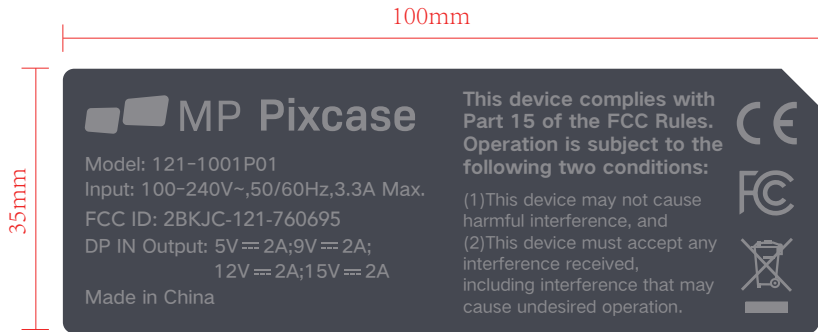 100mm
35mm
MP Pixcase
Model: 121-1001P01
Input: 100-240V~,50/60Hz,3.3A Max.
FCC ID: 2BKJC-121-760695
DP IN Output: 5V⎓2A;9V⎓2A;
12V⎓2A;15V⎓2A
Made in China
This device complies with
Part 15 of the FCC Rules.
Operation is subject to the
following two conditions:
(1)This device may not cause
harmful interference, and
(2)This device must accept any
interference received,
including interference that may
cause undesired operation.
CE
FC